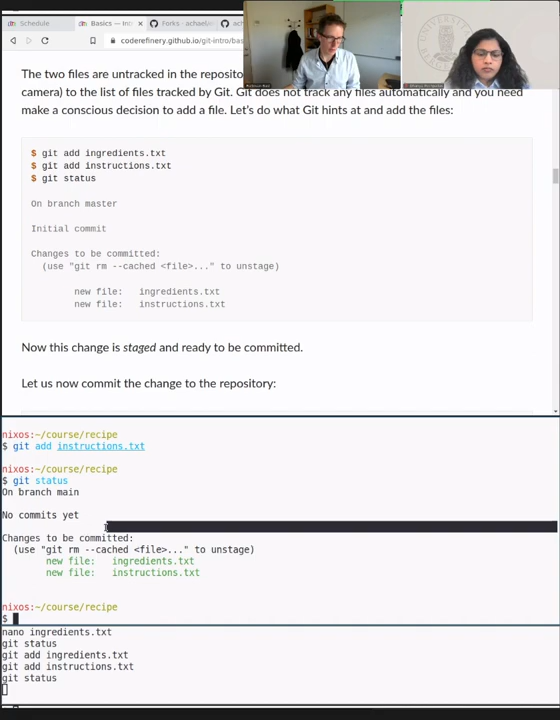 Schedule
Basics — Int
Forks - achael
ach
coderefinery.github.io/git-intro/bas
The two files are untracked in the reposito
camera) to the list of files tracked by Git. Git does not track any files automatically and you need
make a conscious decision to add a file. Let's do what Git hints at and add the files:
$ git add ingredients.txt
$ git add instructions.txt
$ git status
On branch master
Initial commit
Changes to be committed:
(use "git rm --cached <file>..." to unstage)
new file: ingredients.txt
new file: instructions.txt
Now this change is staged and ready to be committed.
Let us now commit the change to the repository:
nixos:~/course/recipe
$ git add instructions.txt
nixos:~/course/recipe
$ git status
On branch main
No commits yet
Changes to be committed:
(use "git rm --cached <file>..." to unstage)
new file: ingredients.txt
new file: instructions.txt
nixos:~/course/recipe
$
nano ingredients.txt
git status
git add ingredients.txt
git add instructions.txt
git status